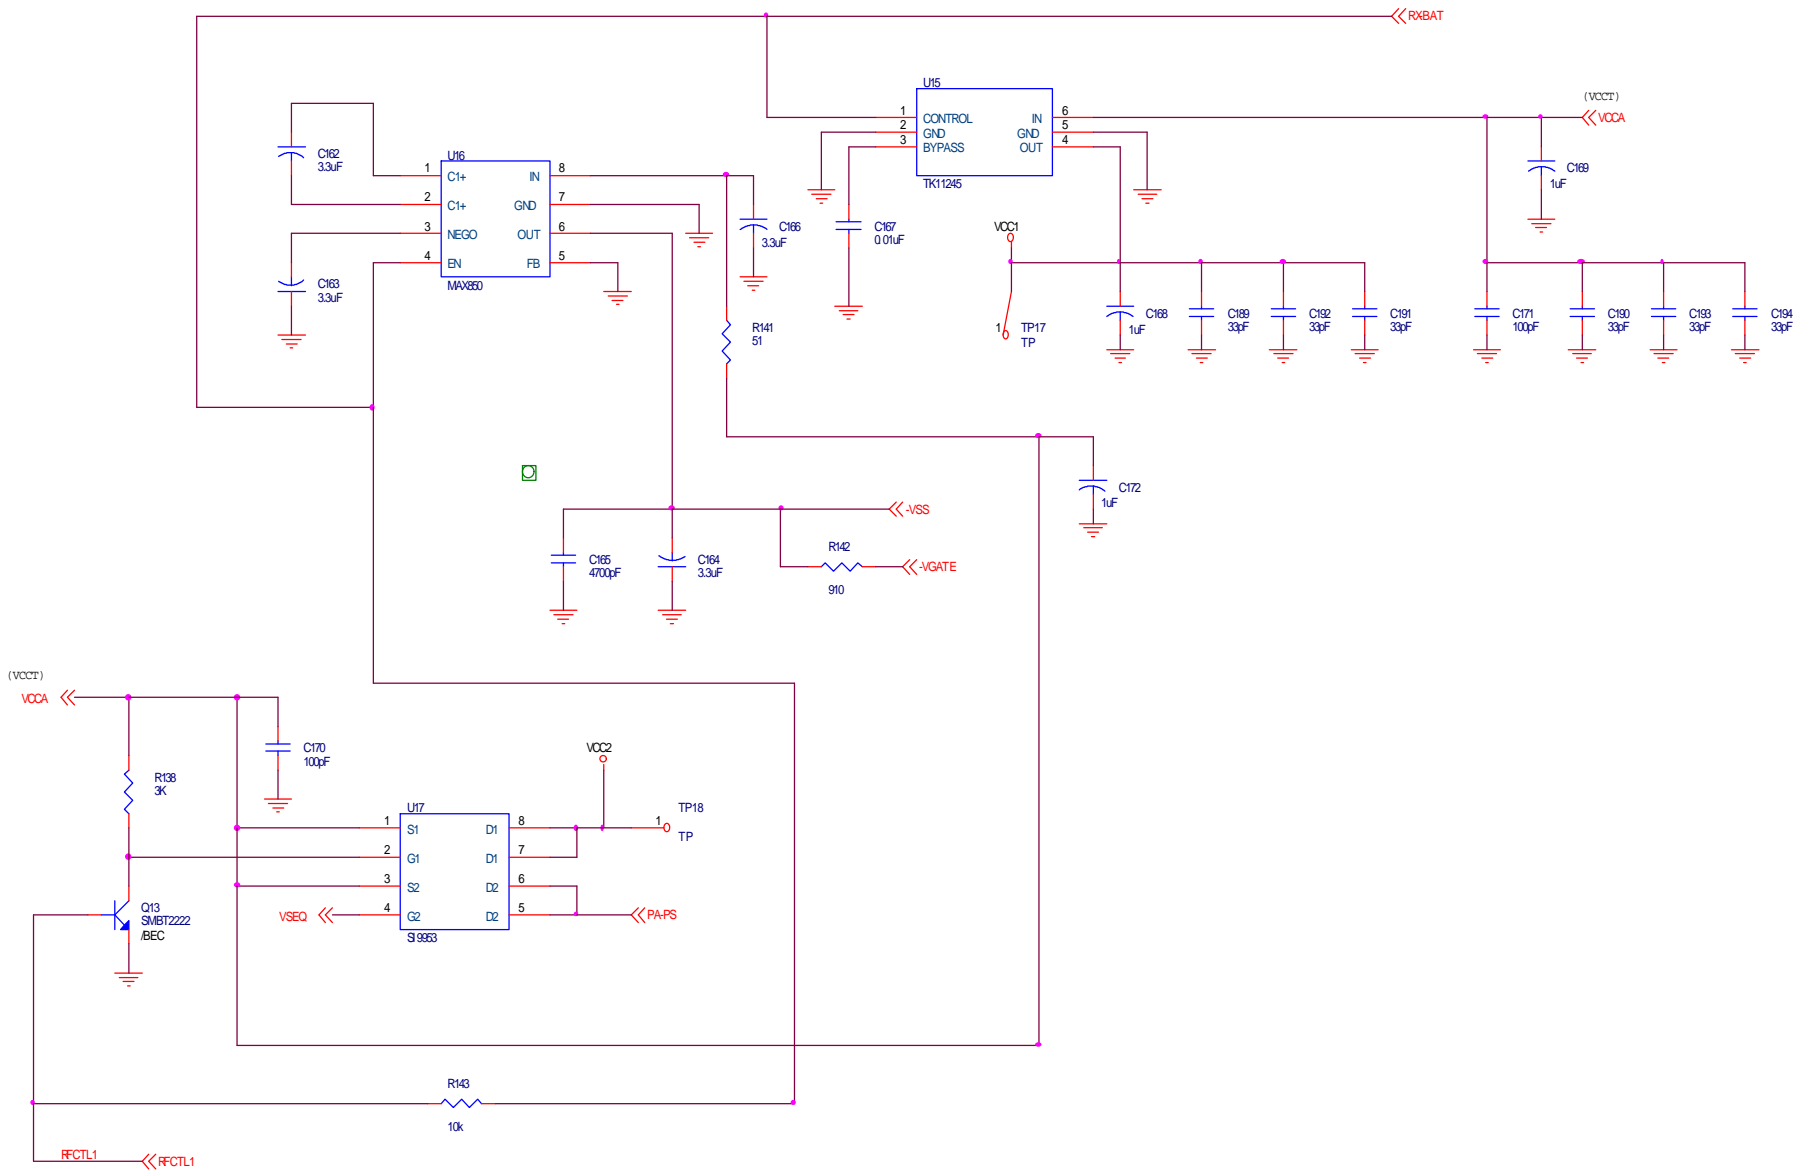 RXBAT
U15
1 CONTROL IN 6
2 GND GND 5
3 BYPASS OUT 4
TK11245
(VCCT)
VCCA
C162
3.3uF
U16
1 C1+ IN 8
2 C1+ GND 7
3 NEGO OUT 6
4 EN FB 5
MAX850
C163
3.3uF
C166
3.3uF
C167
0.01uF
C169
1uF
VCC1
1 TP17
TP
C168
1uF
C189
33pF
C192
33pF
C191
33pF
C171
100pF
C190
33pF
C193
33pF
C194
33pF
R141
51
C172
1uF
-VSS
R142
910
-VGATE
C165
4700pF
C164
3.3uF
(VCCT)
VCCA
C170
100pF
R138
3K
VCC2
U17
1 S1 D1 8
2 G1 D1 7
3 S2 D2 6
4 G2 D2 5
SI9953
1 TP18
TP
VSEQ
PA-PS
Q13
SMBT2222
/BEC
R143
10k
RFCTL1
RFCTL1